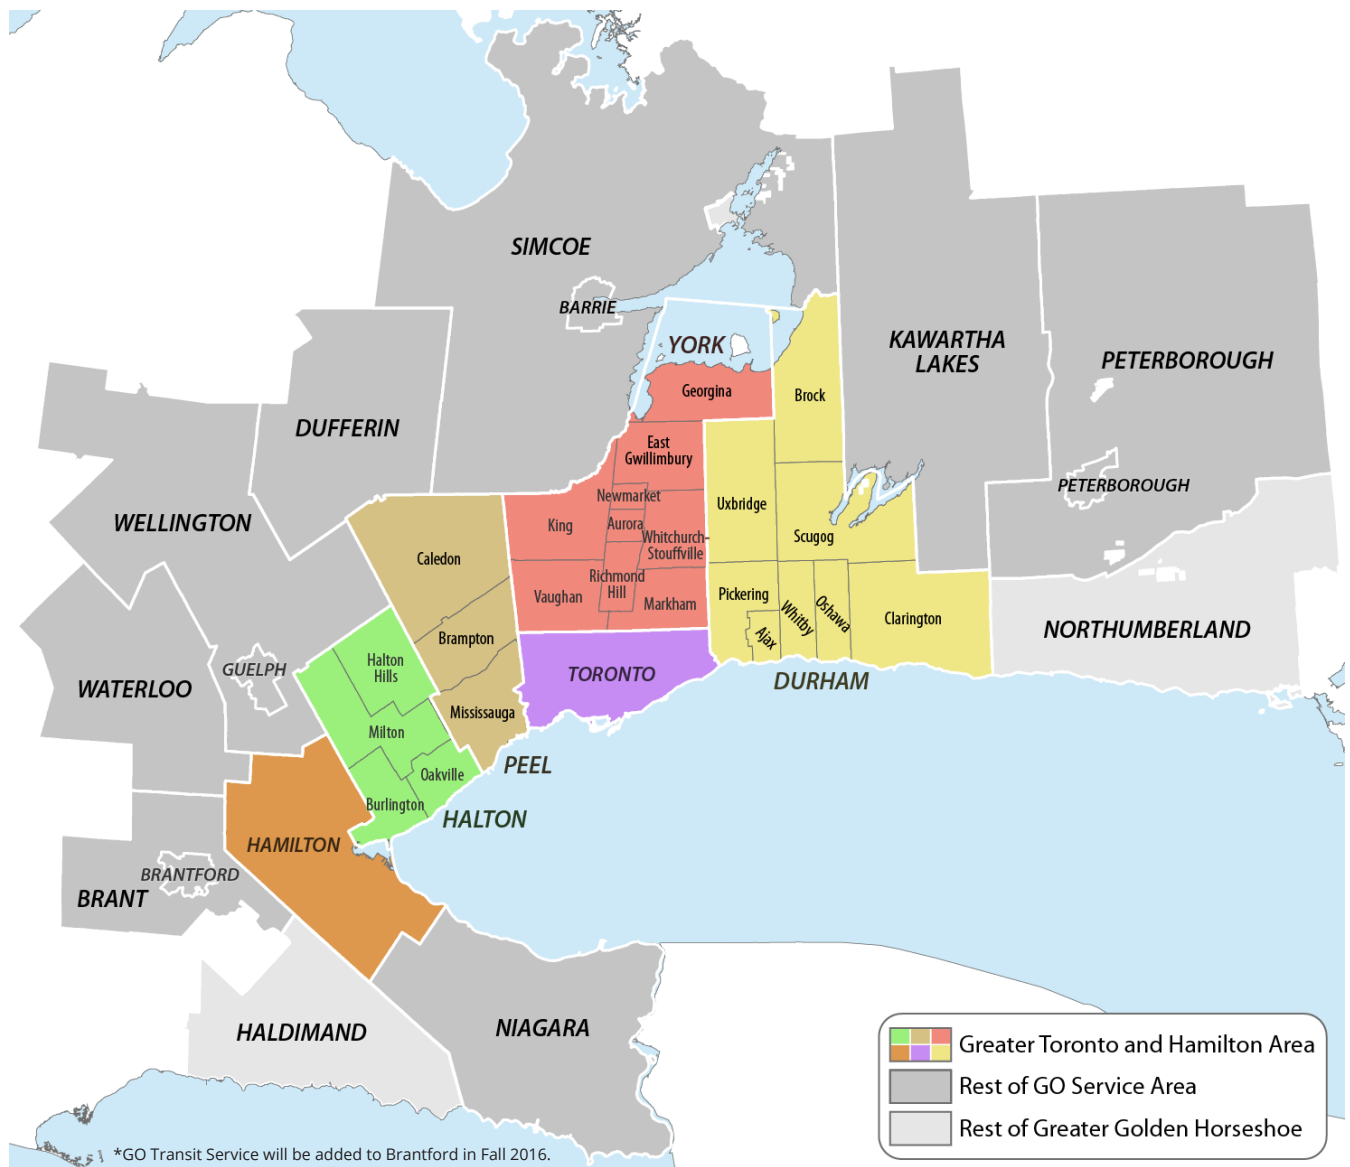 SIMCOE
BARRIE
YORK
KAWARTHA
LAKES
PETERBOROUGH
Georgina
Brock
DUFFERIN
East
Gwillimbury
PETERBOROUGH
Newmarket
Uxbridge
WELLINGTON
King
Aurora
Whitchurch-
Stouffville
Scugog
Caledon
Richmond
Hill
Vaughan
Markham
Pickering
Whitby
Oshawa
Ajax
Clarington
NORTHUMBERLAND
Brampton
Halton
Hills
GUELPH
TORONTO
DURHAM
WATERLOO
Mississauga
Milton
PEEL
Oakville
Burlington
HALTON
HAMILTON
BRANTFORD
BRANT
HALDIMAND
NIAGARA
Greater Toronto and Hamilton Area
Rest of GO Service Area
Rest of Greater Golden Horseshoe
*GO Transit Service will be added to Brantford in Fall 2016.